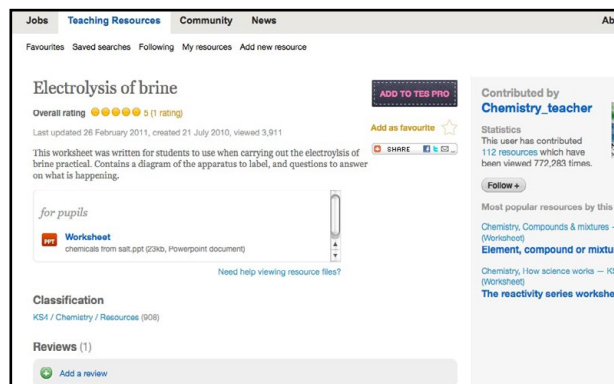 Jobs Teaching Resources Community News Ab
Favourites Saved searches Following My resources Add new resource
Electrolysis of brine
ADD TO TES PRO
Overall rating 5 (1 rating)
Add as favourite
Last updated 26 February 2011, created 21 July 2010, viewed 3,911
SHARE
This worksheet was written for students to use when carrying out the electroylsis of
brine practical. Contains a diagram of the apparatus to label, and questions to answer
on what is happening.
for pupils
PPT Worksheet
chemicals from salt.ppt (23kb, Powerpoint document)
Need help viewing resource files?
Classification
KS4 / Chemistry / Resources (908)
Reviews (1)
Add a review
Contributed by
Chemistry_teacher
Statistics
This user has contributed
112 resources which have
been viewed 772,283 times.
Follow +
Most popular resources by this
Chemistry, Compounds & mixtures -
(Worksheet)
Element, compound or mixtu
Chemistry, How science works — KS
(Worksheet)
The reactivity series workshe